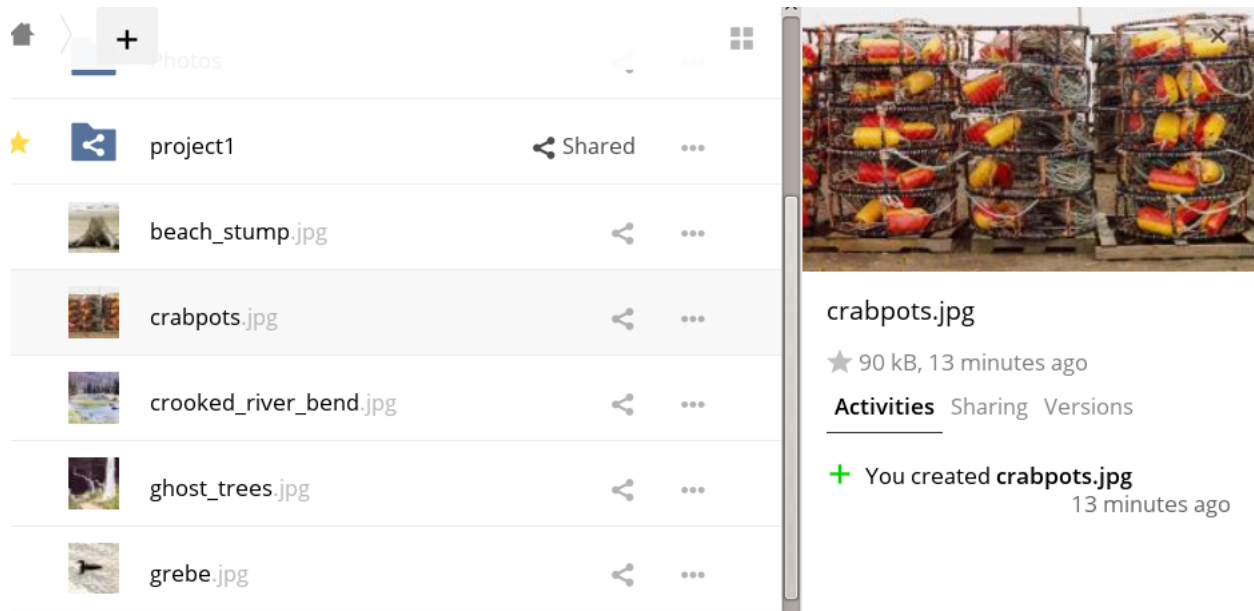 Photos
project1
Shared
beach_stump.jpg
crabpots.jpg
crooked_river_bend.jpg
ghost_trees.jpg
grebe.jpg
crabpots.jpg
90 kB, 13 minutes ago
Activities Sharing Versions
You created crabpots.jpg
13 minutes ago